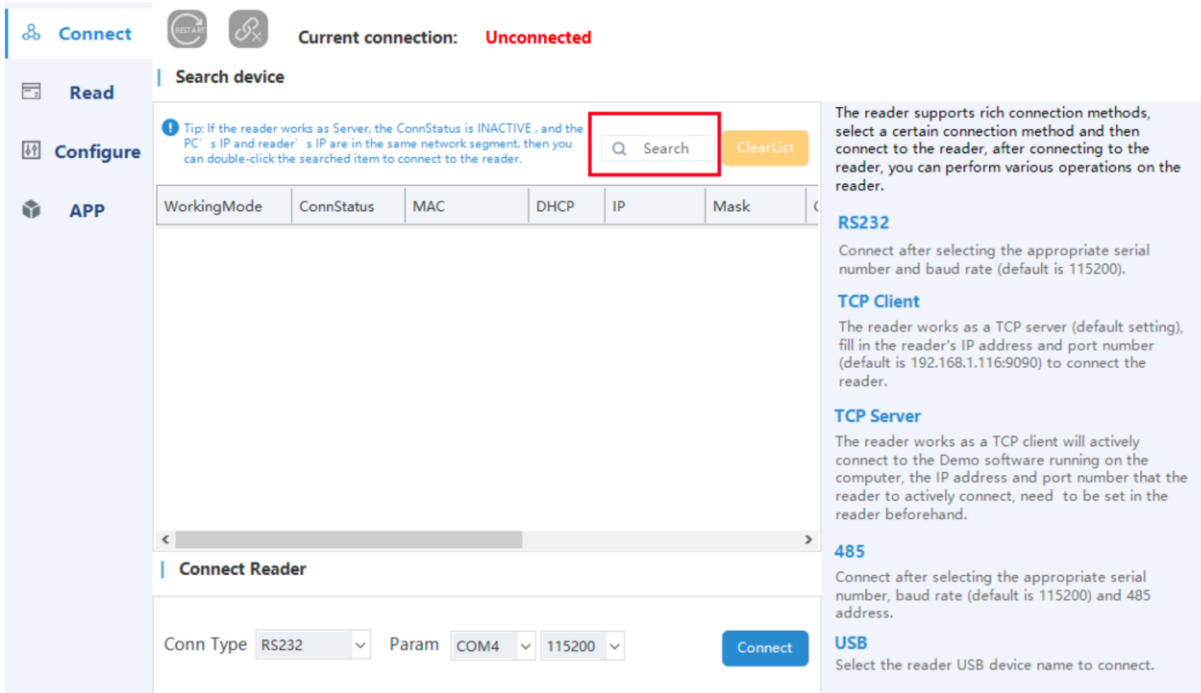 Connect
Read
Configure
APP
RESTART
Current connection: Unconnected
Search device
Tip: If the reader works as Server, the ConnStatus is INACTIVE , and the
PC' s IP and reader' s IP are in the same network segment, then you
can double-click the searched item to connect to the reader.
Search
ClearList
WorkingMode ConnStatus MAC DHCP IP Mask
Connect Reader
Conn Type RS232 Param COM4 115200 Connect
The reader supports rich connection methods,
select a certain connection method and then
connect to the reader, after connecting to the
reader, you can perform various operations on the
reader.
RS232
Connect after selecting the appropriate serial
number and baud rate (default is 115200).
TCP Client
The reader works as a TCP server (default setting),
fill in the reader's IP address and port number
(default is 192.168.1.116:9090) to connect the
reader.
TCP Server
The reader works as a TCP client will actively
connect to the Demo software running on the
computer, the IP address and port number that the
reader to actively connect, need to be set in the
reader beforehand.
485
Connect after selecting the appropriate serial
number, baud rate (default is 115200) and 485
address.
USB
Select the reader USB device name to connect.